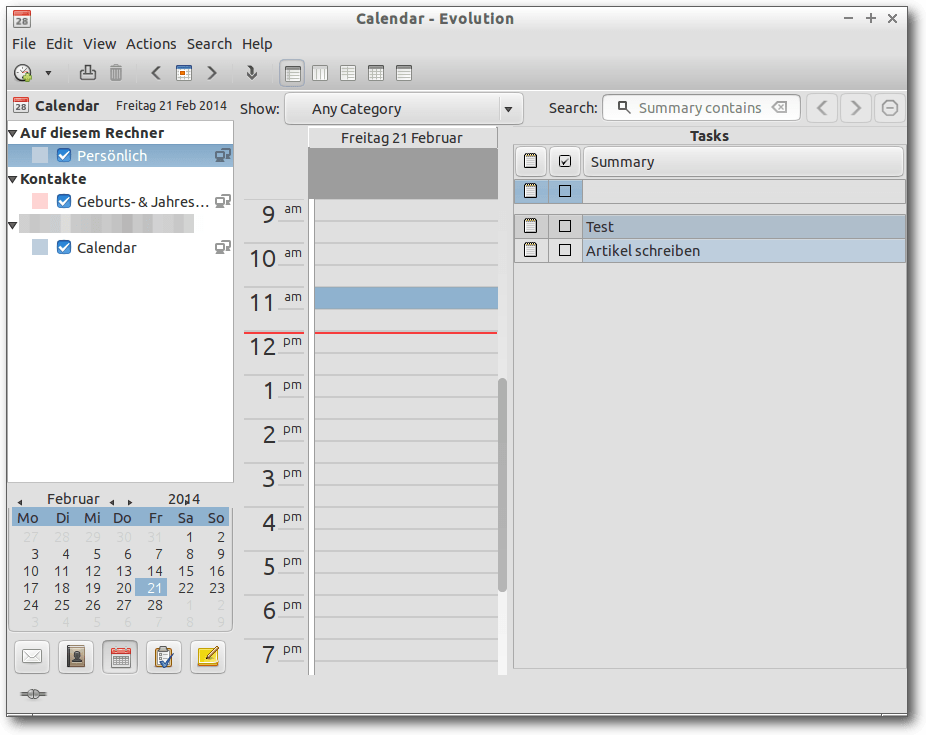 28
Calendar - Evolution
File Edit View Actions Search Help
28 Calendar Freitag 21 Feb 2014
Show: Any Category
Search: Summary contains
Auf diesem Rechner
Persönlich
Kontakte
Geburts- & Jahres...
Calendar
Freitag 21 Februar
9 am
10 am
11 am
12 pm
1 pm
2 pm
3 pm
4 pm
5 pm
6 pm
7 pm
Tasks
Summary
Test
Artikel schreiben
Februar 2014
Mo Di Mi Do Fr Sa So
27 28 29 30 31 1 2
3 4 5 6 7 8 9
10 11 12 13 14 15 16
17 18 19 20 21 22 23
24 25 26 27 28 1 2
3 4 5 6 7 8 9